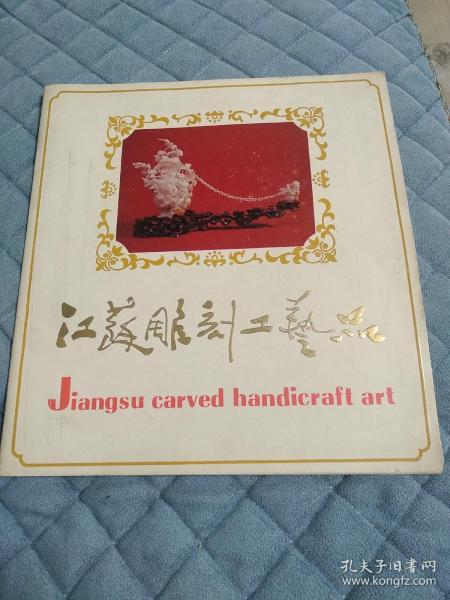 江蘇雕刻工藝品
Jiangsu carved handicraft art
孔夫子旧书网
www.kongfz.com